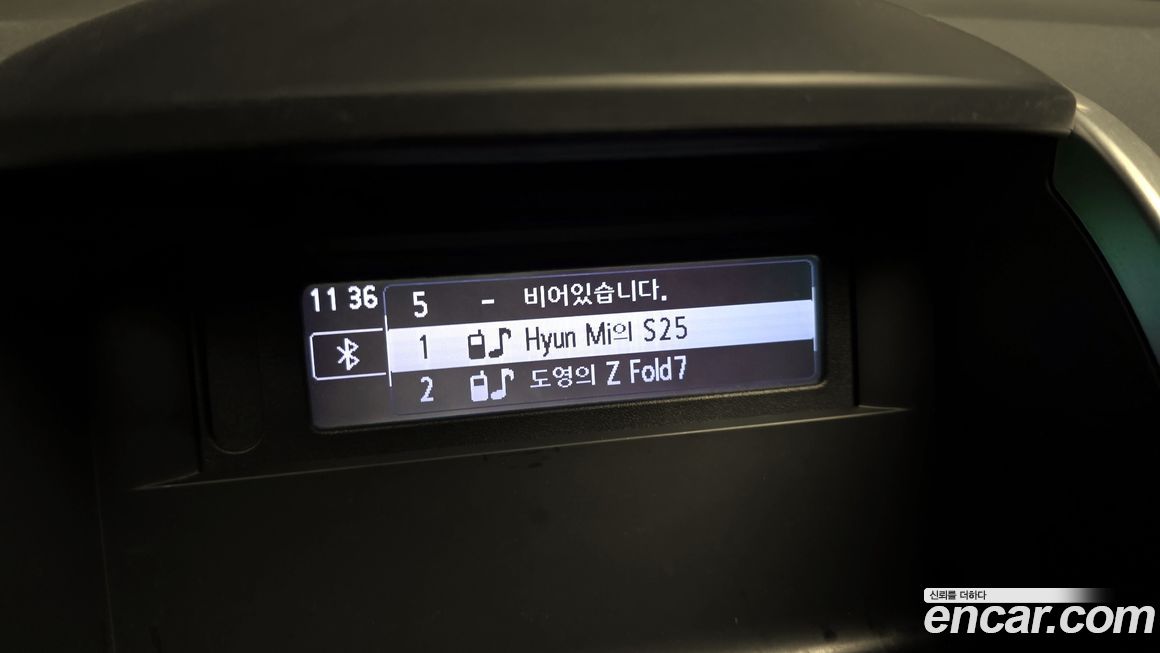 11 36
5 - 비어있습니다.
1 Hyun Mi의 S25
2 도영의 Z Fold7
신뢰를 더하다
encar.com